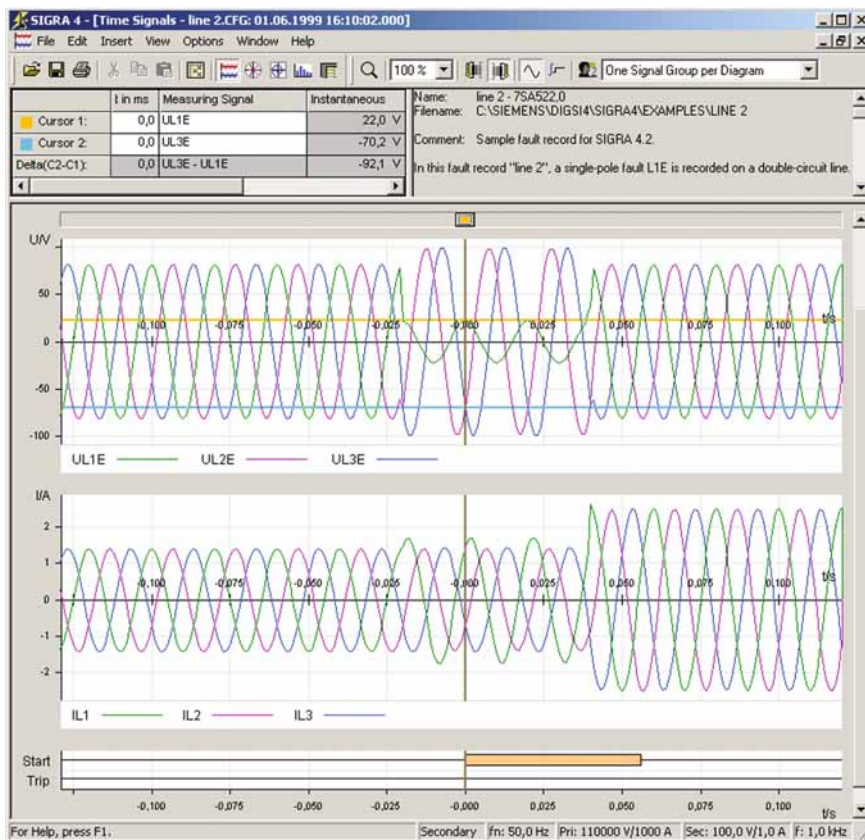 SIGRA 4 - [Time Signals - line 2.CFG: 01.06.1999 16:10:02.000]
File Edit Insert View Options Window Help
100 % One Signal Group per Diagram
t in ms Measuring Signal Instantaneous
Cursor 1: 0,0 UL1E 22,0 V
Cursor 2: 0,0 UL3E -70,2 V
Delta(C2-C1): 0,0 UL3E - UL1E -92,1 V
Name: line 2 - 7SA522,0
Filename: C:\SIEMENS\DIGSI4\SIGRA4\EXAMPLES\LINE 2
Comment: Sample fault record for SIGRA 4.2.
In this fault record "line 2", a single-pole fault L1E is recorded on a double-circuit line.
U/V
50
t/s
-0,100 -0,075 -0,050 -0,025 -0,000 0,025 0,050 0,075 0,100
0
-50
-100
UL1E UL2E UL3E
I/A
2
1
t/s
-0,100 -0,075 -0,050 -0,025 -0,000 0,025 0,050 0,075 0,100
0
-1
-2
IL1 IL2 IL3
Start
Trip
-0,100 -0,075 -0,050 -0,025 -0,000 0,025 0,050 0,075 0,100
t/s
For Help, press F1. Secondary fn: 50,0 Hz Pri: 110000 V/1000 A Sec: 100,0 V/1,0 A f: 1,0 kHz